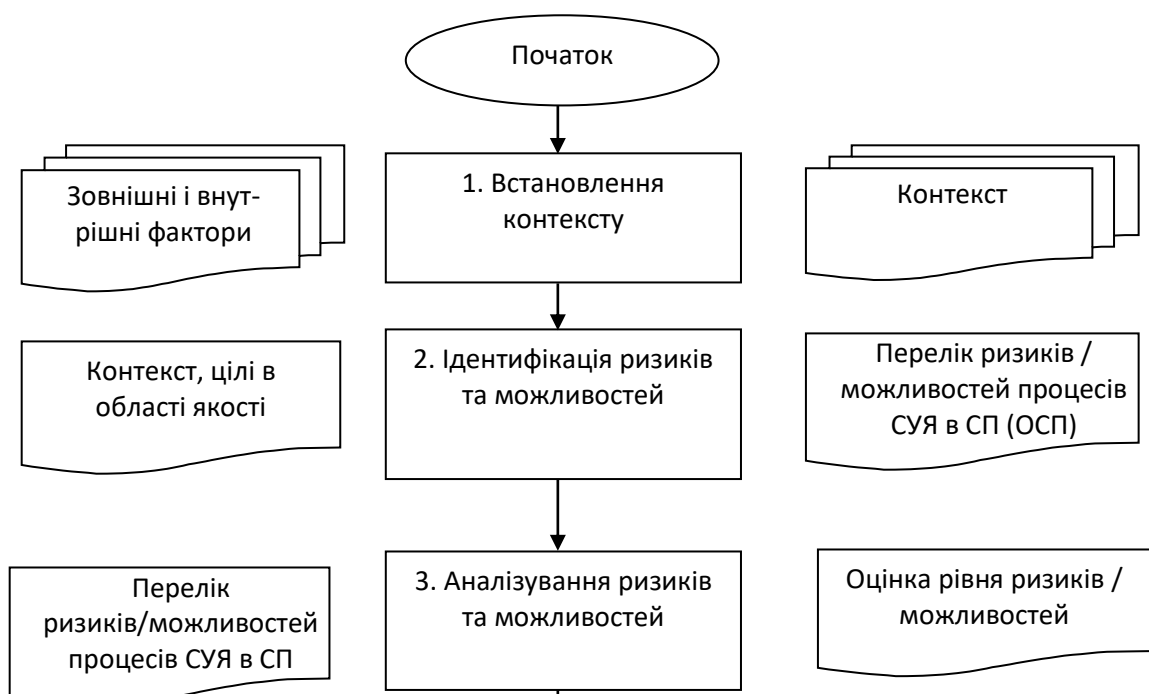 Початок
Зовнішні і внут-
рішні фактори
1. Встановлення
контексту
Контекст
Контекст, цілі в
області якості
2. Ідентифікація ризиків
та можливостей
Перелік ризиків /
можливостей процесів
СУЯ в СП (ОСП)
Перелік
ризиків/можливостей
процесів СУЯ в СП
3. Аналізування ризиків
та можливостей
Оцінка рівня ризиків /
можливостей